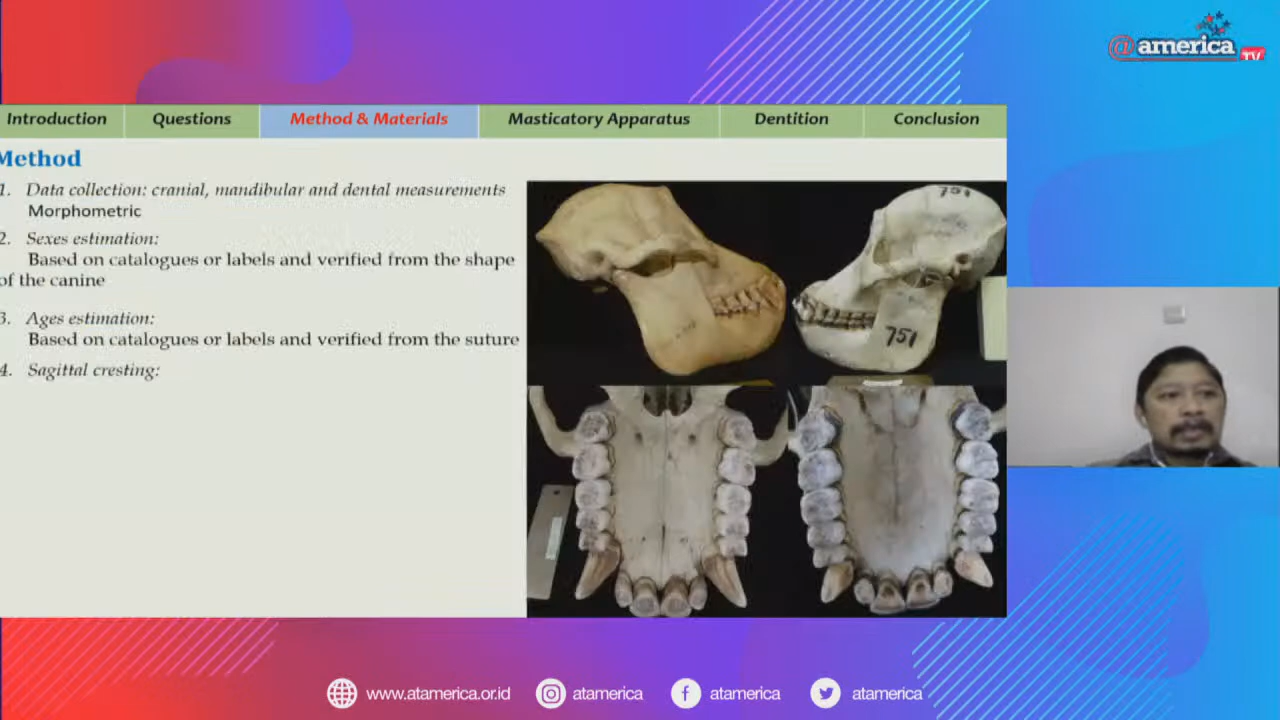 @america
TV
Introduction Questions Method & Materials Masticatory Apparatus Dentition Conclusion
Method
1. Data collection: cranial, mandibular and dental measurements
Morphometric
2. Sexes estimation:
Based on catalogues or labels and verified from the shape
of the canine
3. Ages estimation:
Based on catalogues or labels and verified from the suture
4. Sagittal cresting:
751
751
www.atamerica.or.id atamerica atamerica atamerica